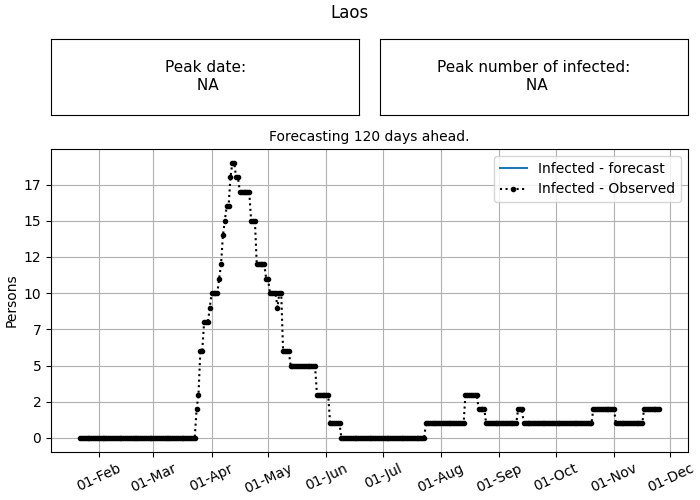 Laos
Peak date:
NA
Peak number of infected:
NA
Forecasting 120 days ahead.
Infected - forecast
Infected - Observed
Persons
17
15
12
10
7
5
2
0
01-Feb
01-Mar
01-Apr
01-May
01-Jun
01-Jul
01-Aug
01-Sep
01-Oct
01-Nov
01-Dec